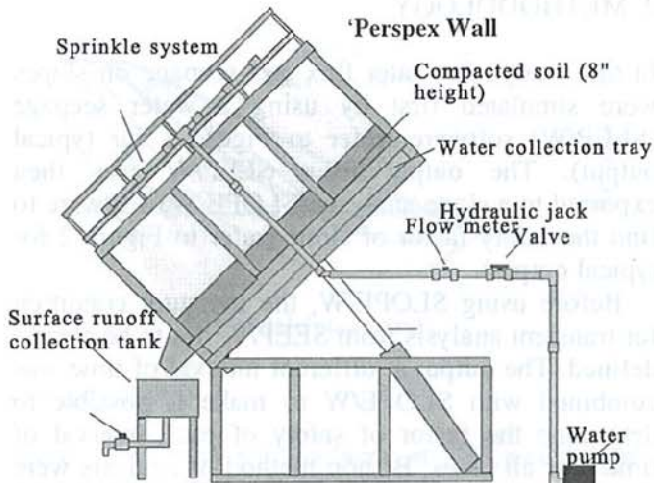 'Perspex Wall
Sprinkle system
Compacted soil (8"
height)
Water collection tray
Hydraulic jack
Flow meter
Valve
Surface runoff
collection tank
Water
pump